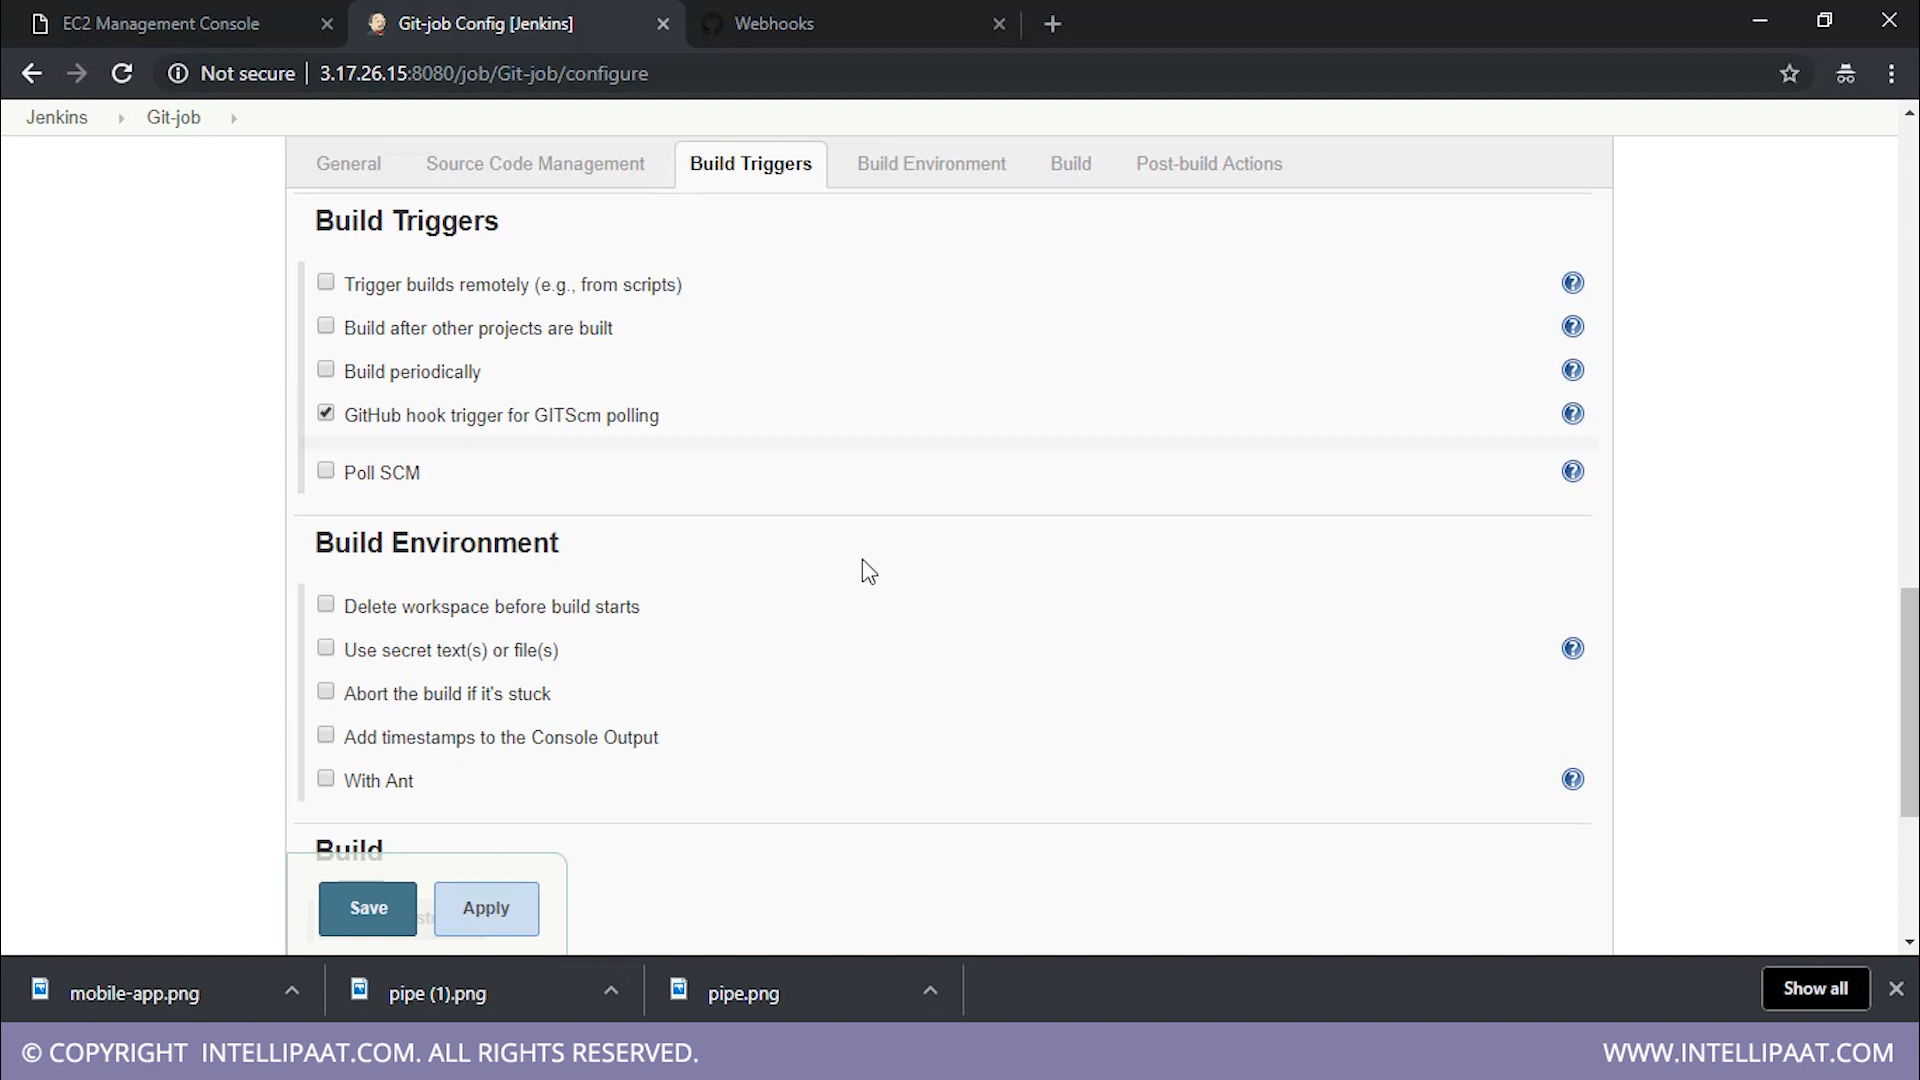 EC2 Management Console
Git-job Config [Jenkins]
Webhooks
Not secure
3.17.26.15:8080/job/Git-job/configure
Jenkins
Git-job
General
Source Code Management
Build Triggers
Build Environment
Build
Post-build Actions
Build Triggers
Trigger builds remotely (e.g., from scripts)
Build after other projects are built
Build periodically
GitHub hook trigger for GITScm polling
Poll SCM
Build Environment
Delete workspace before build starts
Use secret text(s) or file(s)
Abort the build if it's stuck
Add timestamps to the Console Output
With Ant
Build
Save
Apply
mobile-app.png
pipe (1).png
pipe.png
Show all
© COPYRIGHT INTELLIPAAT.COM. ALL RIGHTS RESERVED.
WWW.INTELLIPAAT.COM